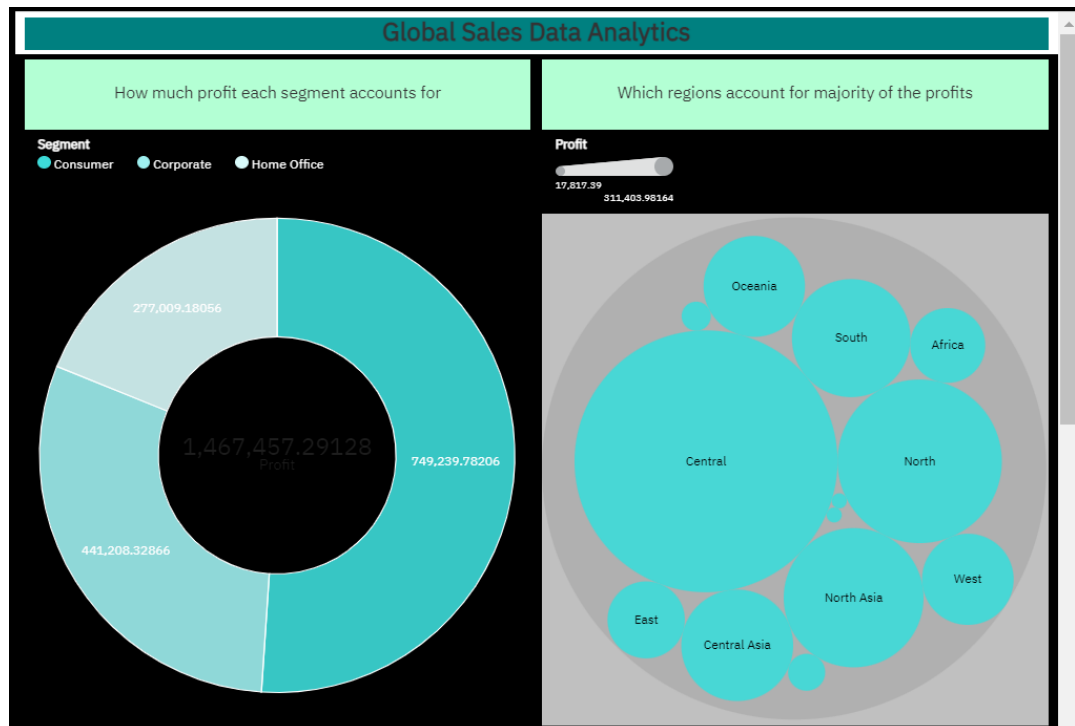 Global Sales Data Analytics
How much profit each segment accounts for
Which regions account for majority of the profits
Segment
Consumer
Corporate
Home Office
Profit
17,817.39
311,403.98164
277,009.18056
1,467,457.29128
Profit
749,239.78206
441,208.32866
Oceania
South
Africa
Central
North
West
North Asia
East
Central Asia